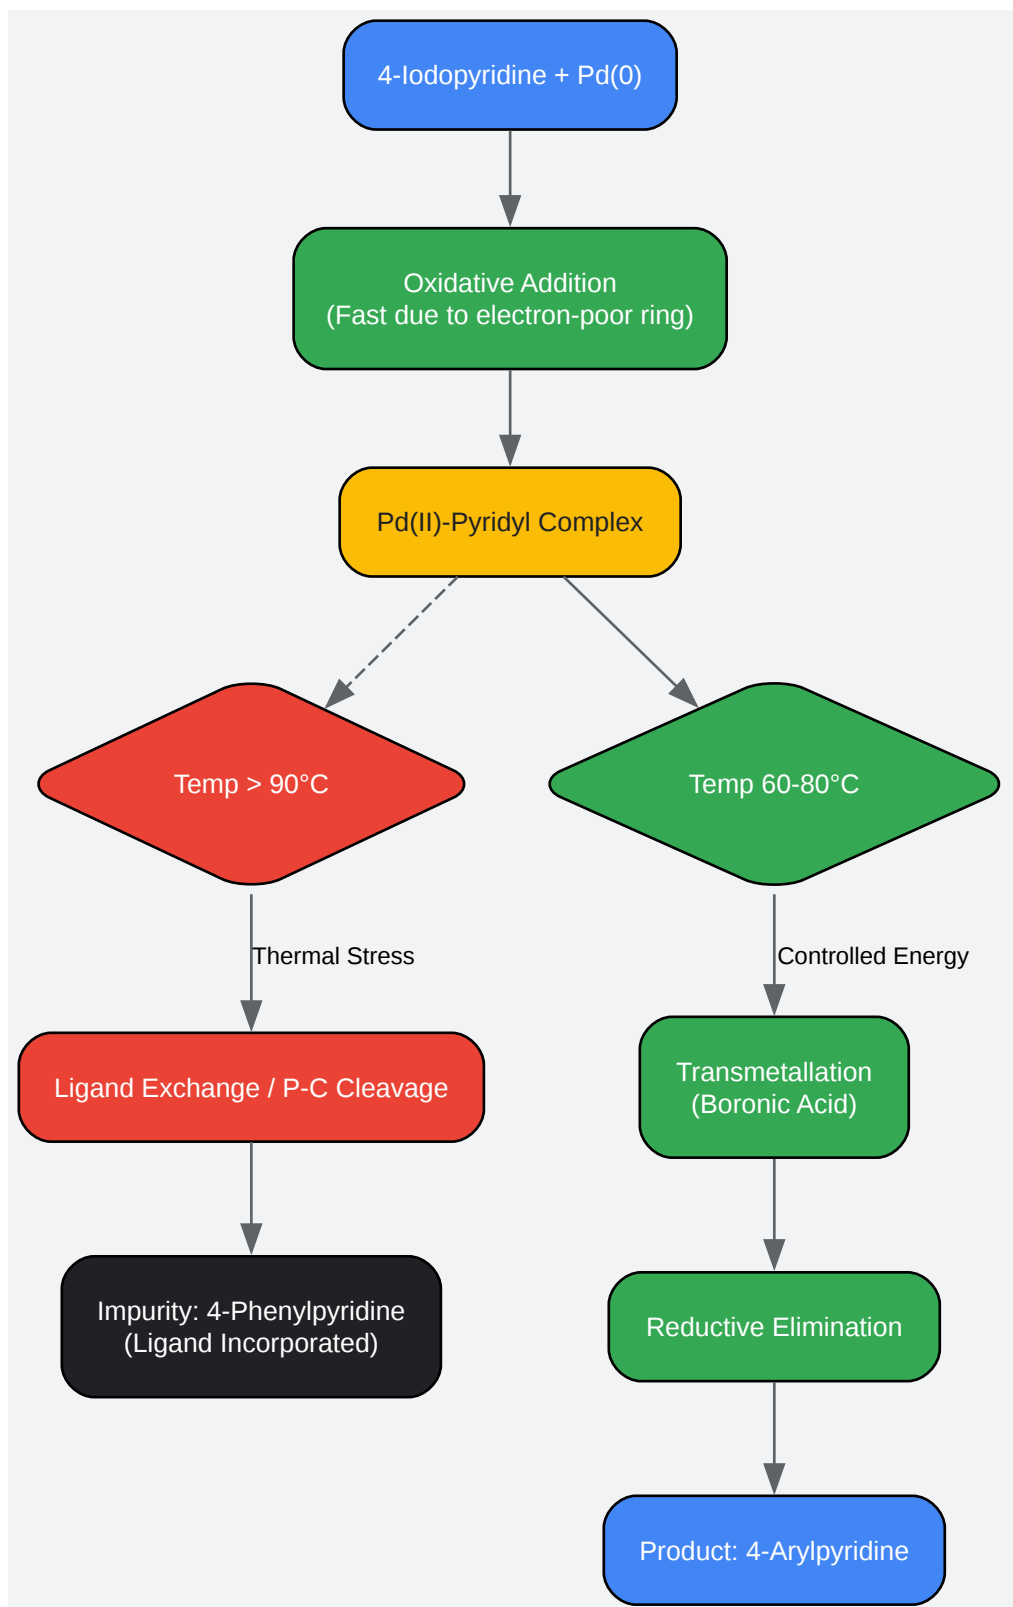 4-Iodopyridine + Pd(0)
Oxidative Addition
(Fast due to electron-poor ring)
Pd(II)-Pyridyl Complex
Temp > 90°C
Temp 60-80°C
Thermal Stress
Controlled Energy
Ligand Exchange / P-C Cleavage
Transmetallation
(Boronic Acid)
Impurity: 4-Phenylpyridine
(Ligand Incorporated)
Reductive Elimination
Product: 4-Arylpyridine